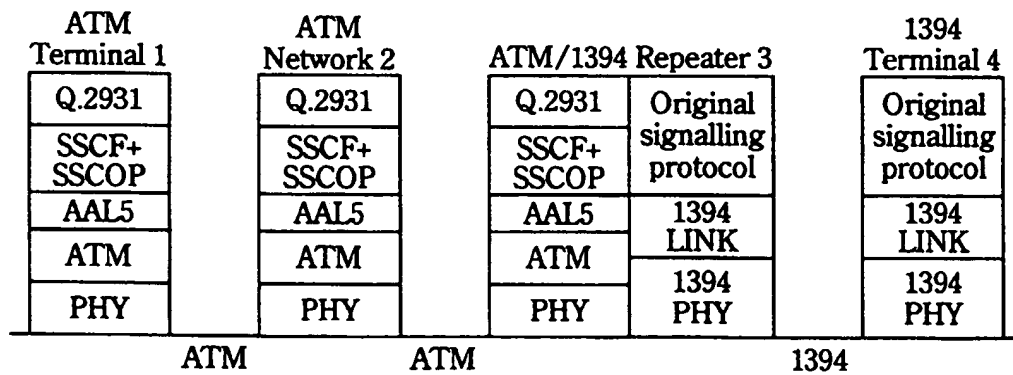 ATM
Terminal 1
ATM
Network 2
ATM/1394 Repeater 3
1394
Terminal 4
Q.2931
SSCF+
SSCOP
AAL5
ATM
PHY
Q.2931
SSCF+
SSCOP
AAL5
ATM
PHY
Q.2931
SSCF+
SSCOP
AAL5
ATM
PHY
Original
signalling
protocol
1394
LINK
1394
PHY
Original
signalling
protocol
1394
LINK
1394
PHY
ATM
ATM
1394